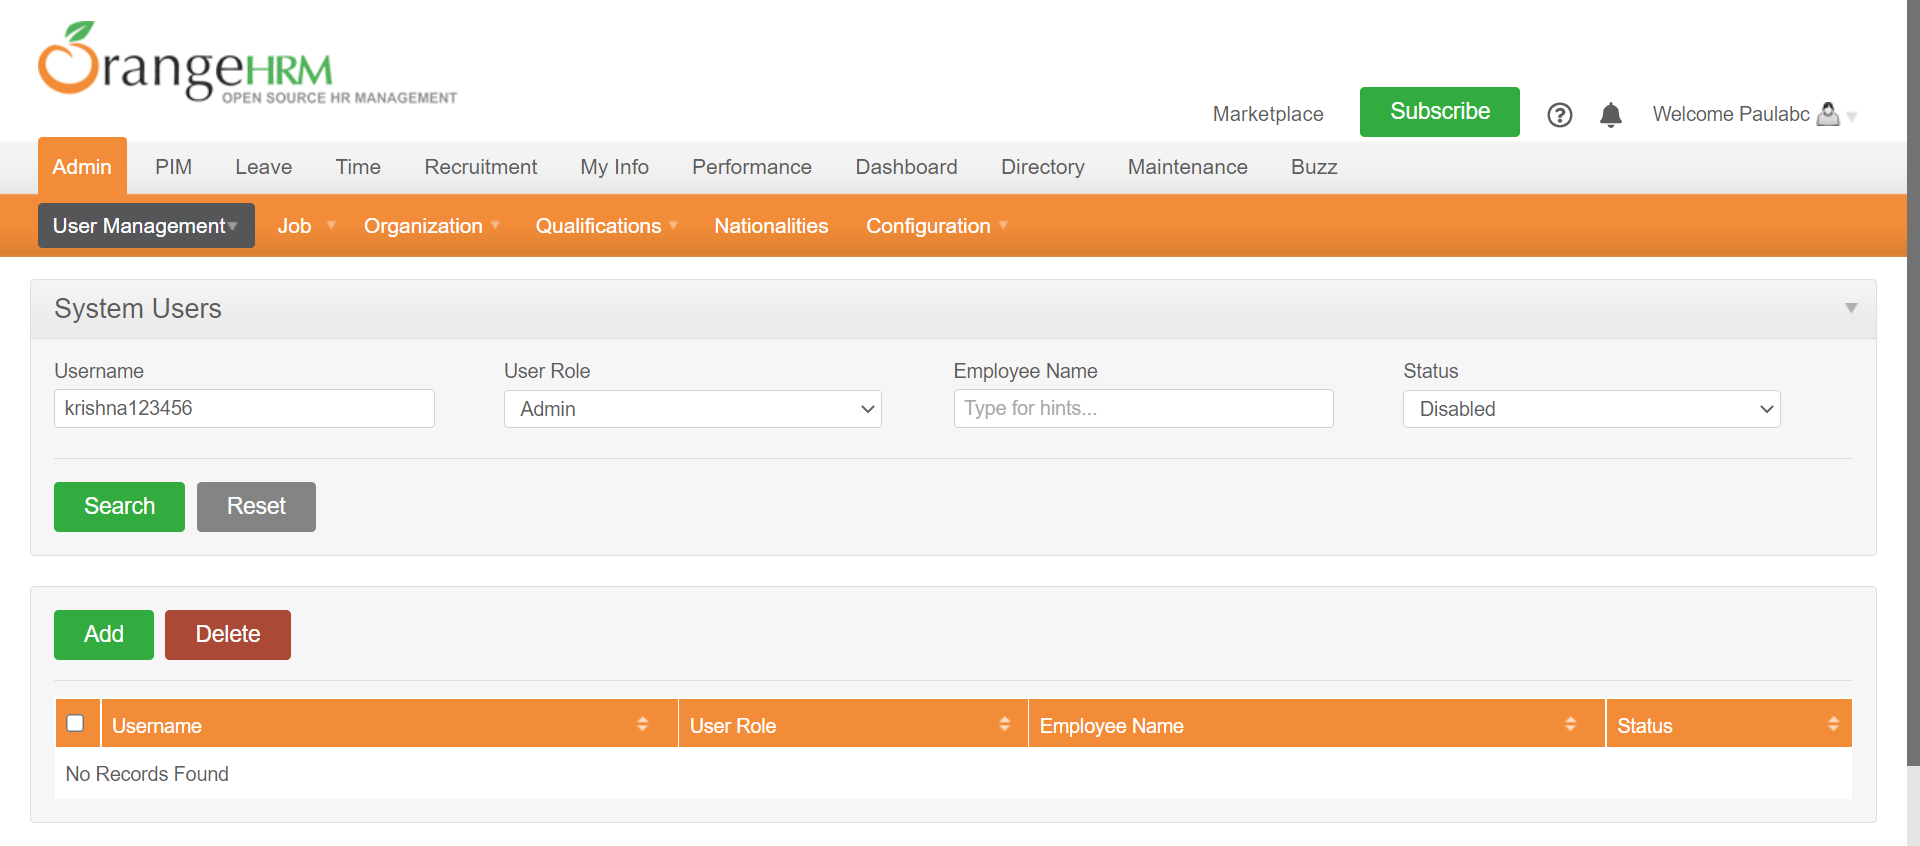 OrangeHRM
OPEN SOURCE HR MANAGEMENT
Marketplace Subscribe Welcome Paulabc
Admin PIM Leave Time Recruitment My Info Performance Dashboard Directory Maintenance Buzz
User Management Job Organization Qualifications Nationalities Configuration
System Users
Username User Role Employee Name Status
krishna123456 Admin Type for hints... Disabled
Search Reset
Add Delete
Username User Role Employee Name Status
No Records Found